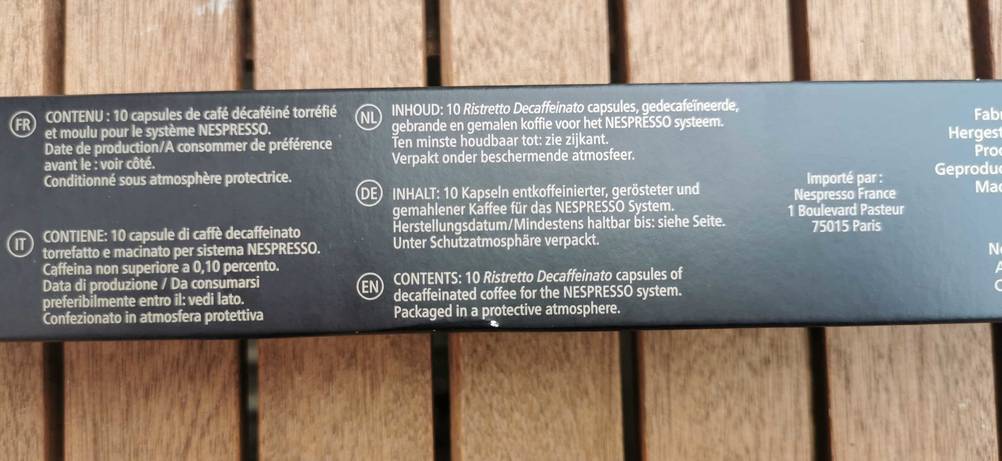 FR
CONTENU : 10 capsules de café décaféiné torréfié
et moulu pour le système NESPRESSO.
Date de production/A consommer de préférence
avant le : voir côté.
Conditionné sous atmosphère protectrice.
IT
CONTIENE: 10 capsule di caffè decaffeinato
torrefatto e macinato per sistema NESPRESSO.
Caffeina non superiore a 0,10 percento.
Data di produzione / Da consumarsi
preferibilmente entro il: vedi lato.
Confezionato in atmosfera protettiva
NL
INHOUD: 10 Ristretto Decaffeinato capsules, gedecafeïneerde,
gebrande en gemalen koffie voor het NESPRESSO systeem.
Ten minste houdbaar tot: zie zijkant.
Verpakt onder beschermende atmosfeer.
DE
INHALT: 10 Kapseln entkoffeinierter, gerösteter und
gemahlener Kaffee für das NESPRESSO System.
Herstellungsdatum/Mindestens haltbar bis: siehe Seite.
Unter Schutzatmosphäre verpackt.
EN
CONTENTS: 10 Ristretto Decaffeinato capsules of
decaffeinated coffee for the NESPRESSO system.
Packaged in a protective atmosphere.
Importé par :
Nespresso France
1 Boulevard Pasteur
75015 Paris